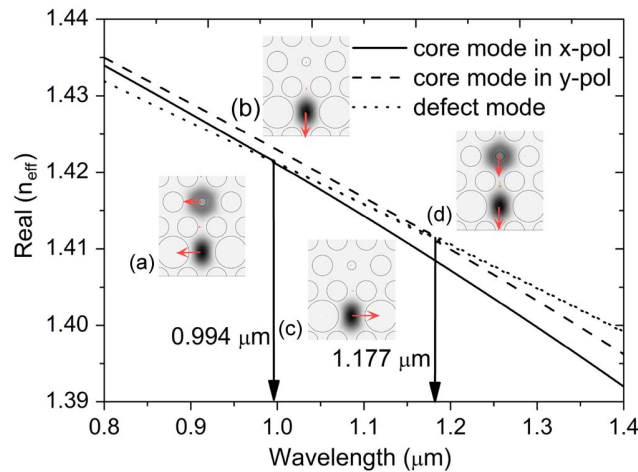 1.44
1.43
1.42
1.41
1.40
1.39
Real (neff)
core mode in x-pol
core mode in y-pol
defect mode
(b)
(a)
(d)
(c)
0.994 μm
1.177 μm
0.8
0.9
1.0
1.1
1.2
1.3
1.4
Wavelength (μm)